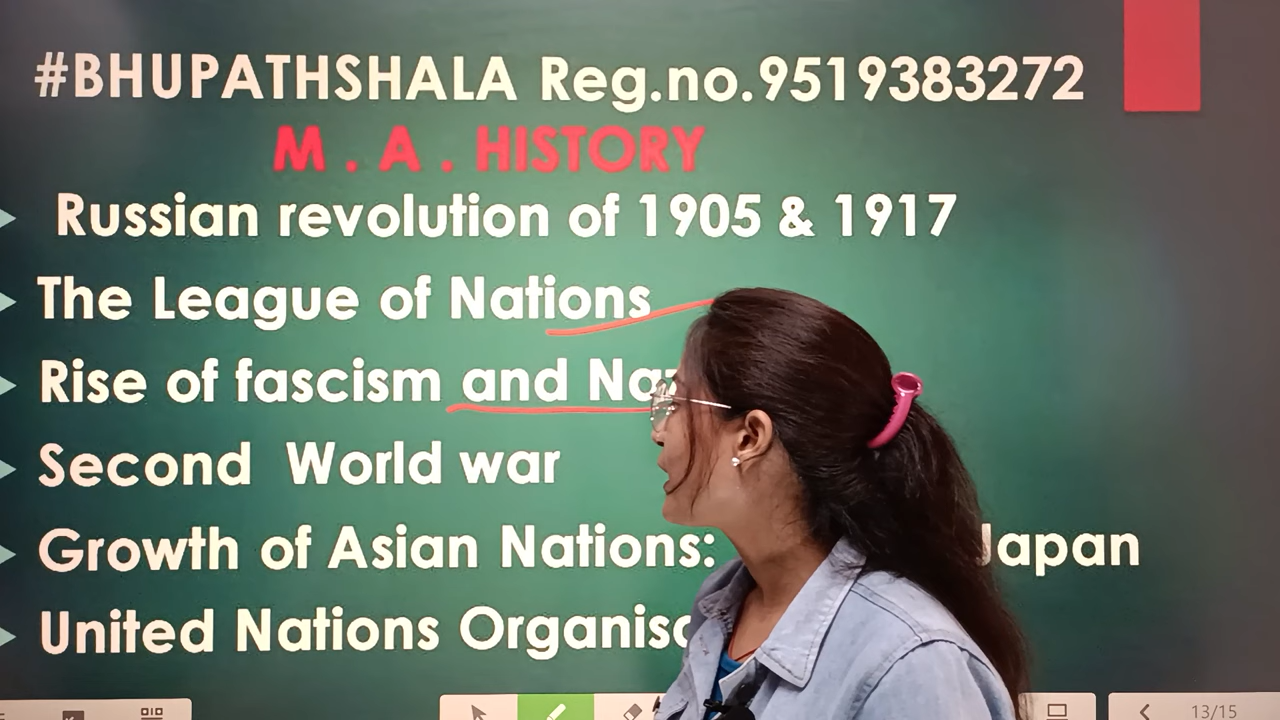 #BHUPATHSHALA Reg.no.9519383272
M . A . HISTORY
Russian revolution of 1905 & 1917
The League of Nations
Rise of fascism and
Second World war
Growth of Asian Nations: Japan
United Nations
13/15